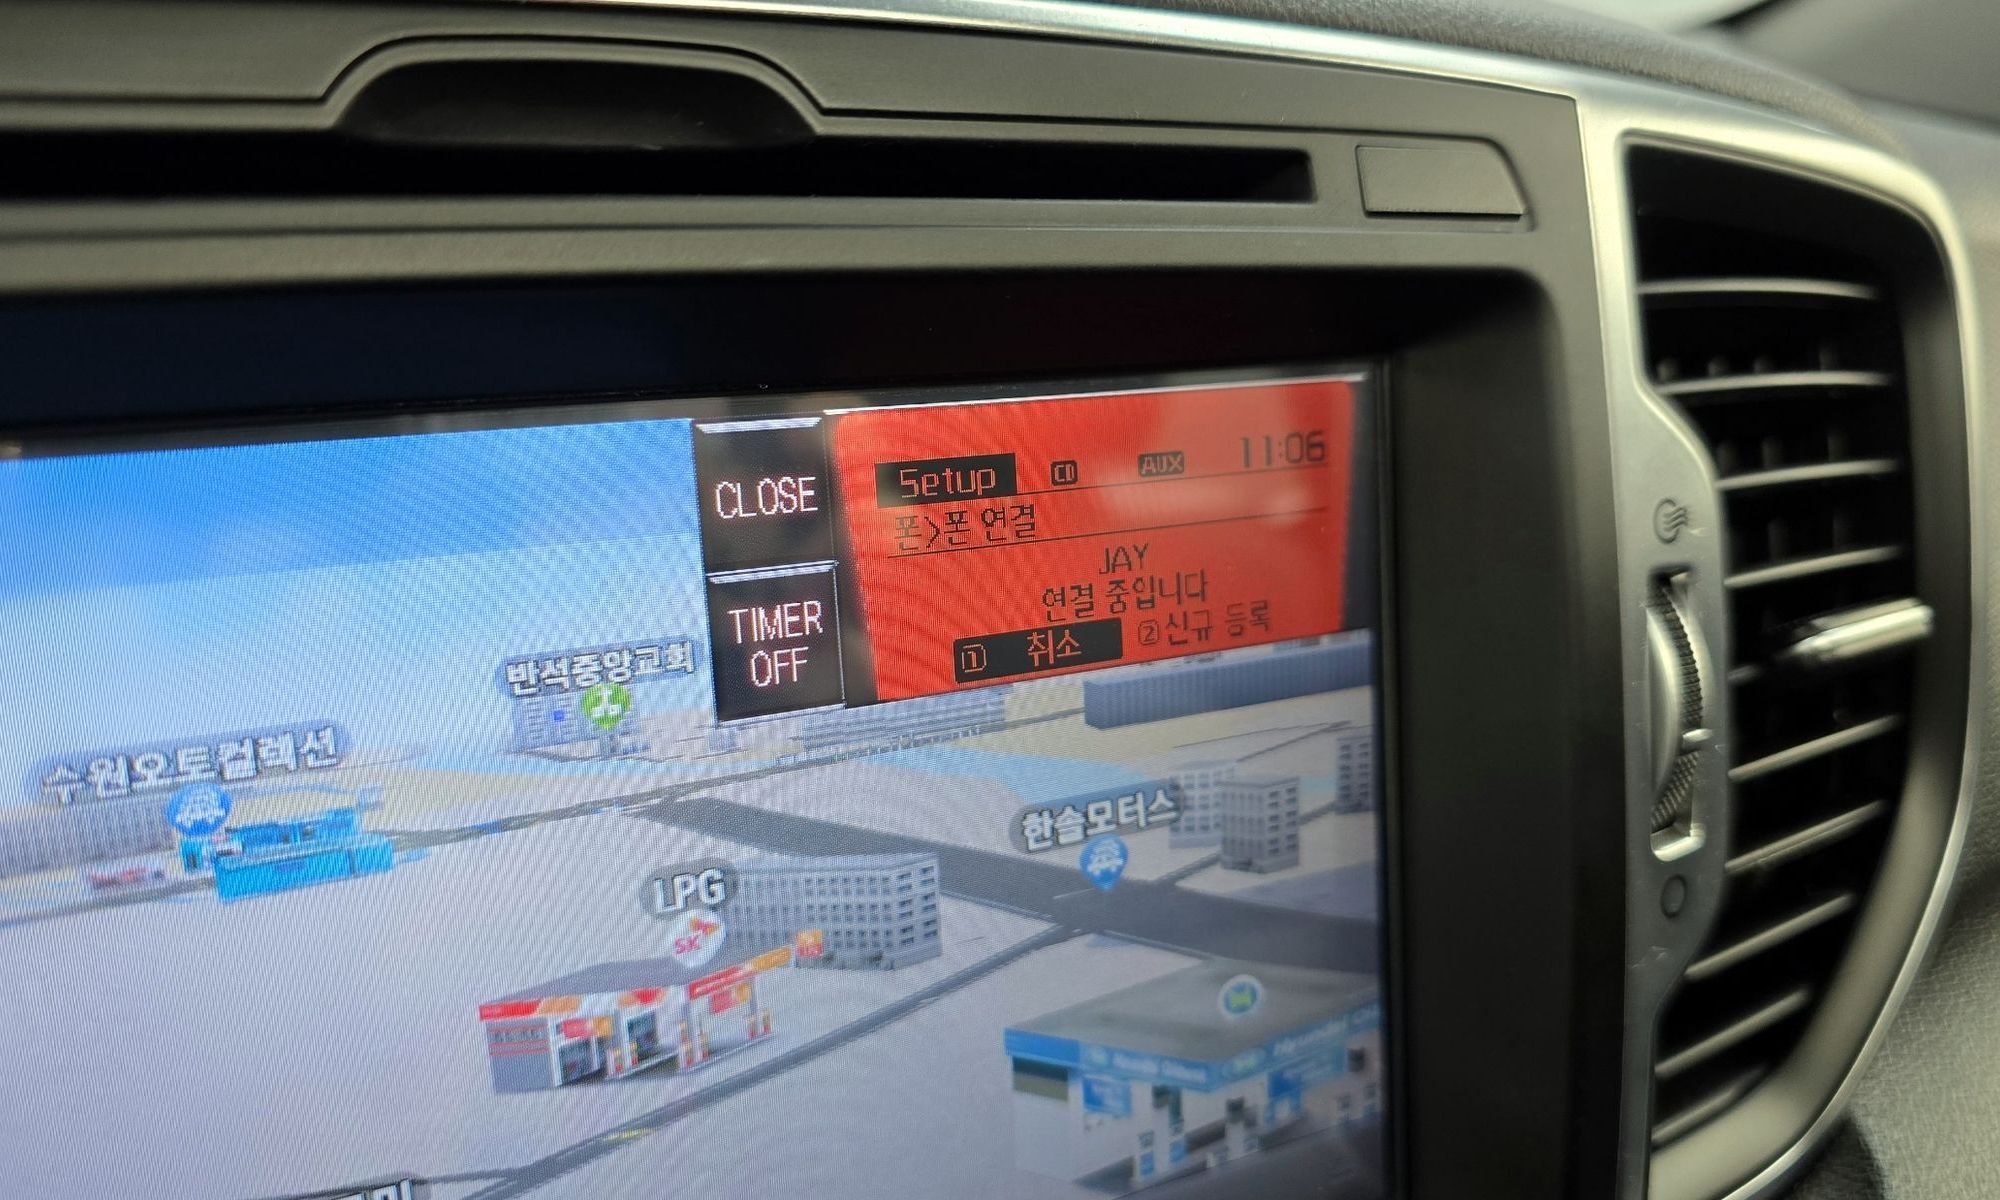 CLOSE
TIMER
OFF
Setup CD AUX 11:06
폰>폰 연결
JAY
연결 중입니다
1 취소 2 신규 등록
반석중앙교회
수원오토컬렉션
한솔모터스
LPG
SK